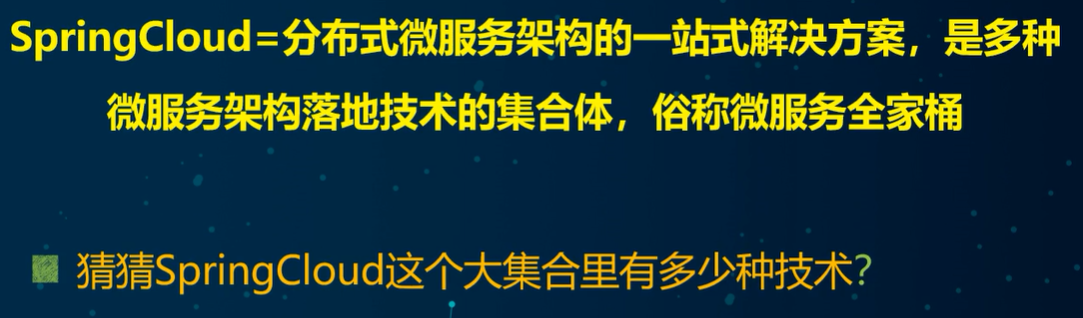 SpringCloud=分布式微服务架构的一站式解决方案，是多种
微服务架构落地技术的集合体，俗称微服务全家桶
猜猜SpringCloud这个大集合里有多少种技术？